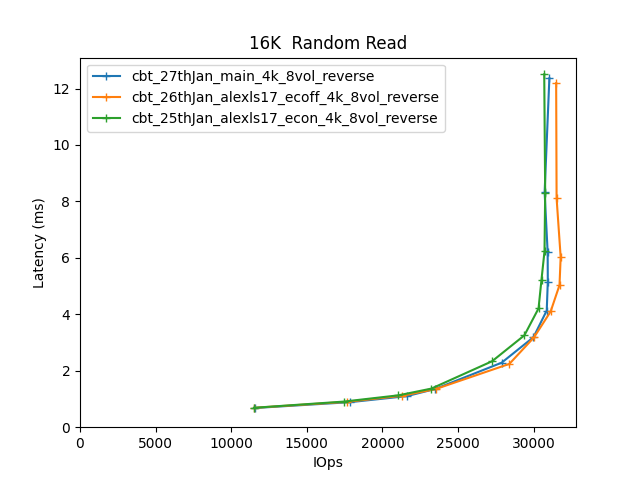 16K  Random Read
cbt_27thJan_main_4k_8vol_reverse
cbt_26thJan_alexls17_ecoff_4k_8vol_reverse
cbt_25thJan_alexls17_econ_4k_8vol_reverse
12
10
8
6
4
2
0
Latency (ms)
0 5000 10000 15000 20000 25000 30000
IOps